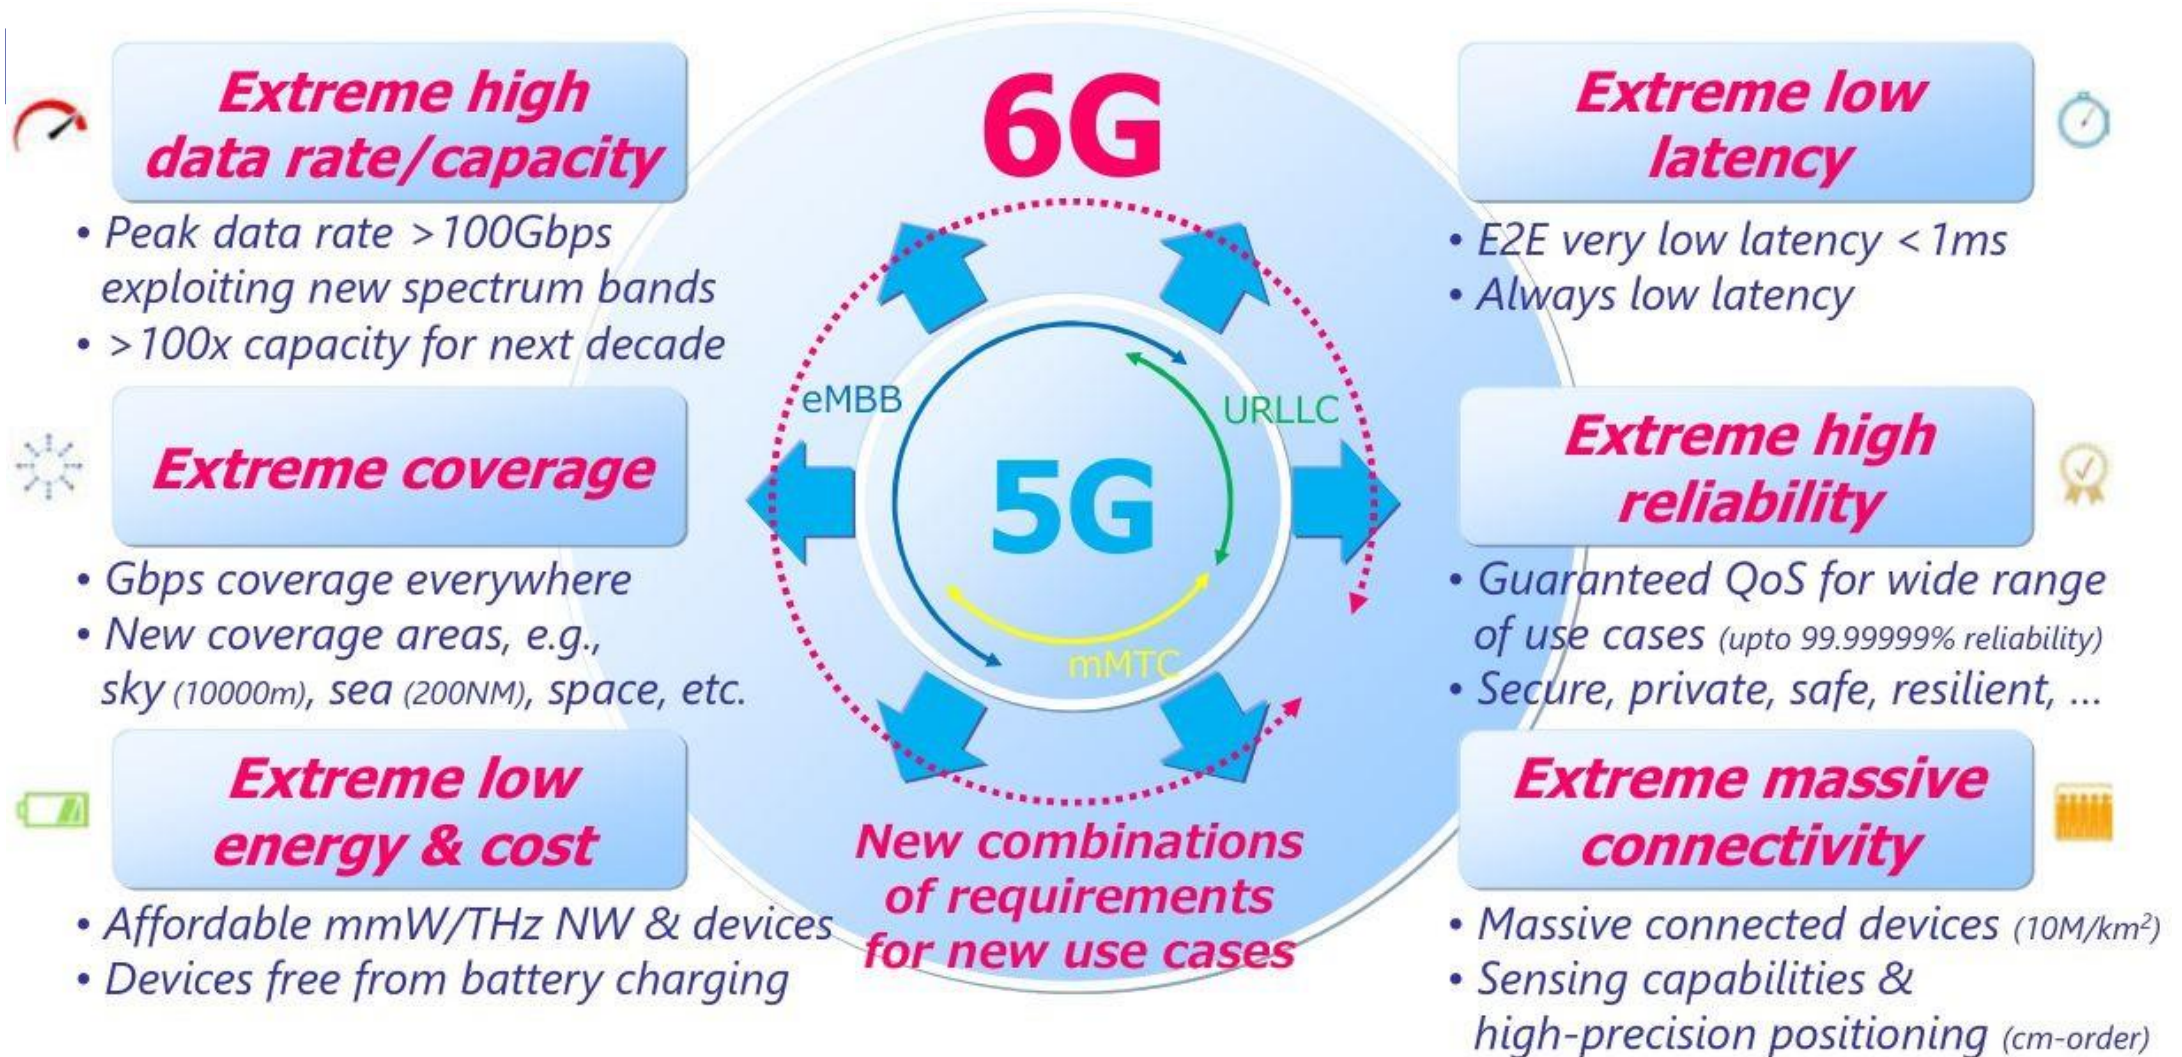 Extreme high
data rate/capacity
• Peak data rate >100Gbps
exploiting new spectrum bands
• >100x capacity for next decade
Extreme coverage
• Gbps coverage everywhere
• New coverage areas, e.g.,
sky (10000m), sea (200NM), space, etc.
Extreme low
energy & cost
• Affordable mmW/THz NW & devices
• Devices free from battery charging
6G
eMBB
URLLC
5G
mMTC
New combinations
of requirements
for new use cases
Extreme low
latency
• E2E very low latency <1ms
• Always low latency
Extreme high
reliability
• Guaranteed QoS for wide range
of use cases (upto 99.99999% reliability)
• Secure, private, safe, resilient, ...
Extreme massive
connectivity
• Massive connected devices (10M/km²)
• Sensing capabilities &
high-precision positioning (cm-order)